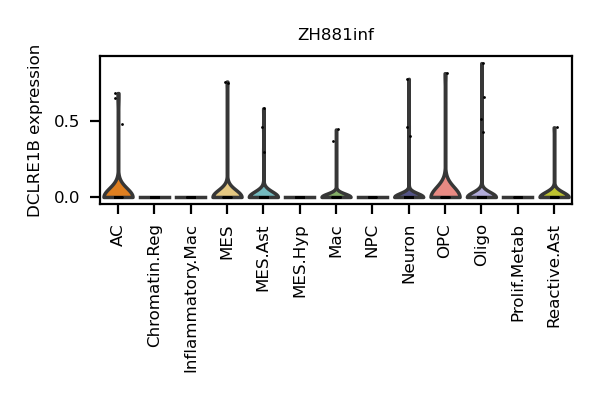 ZH881inf
DCLRE1B expression
0.5
0.0
AC
Chromatin.Reg
Inflammatory.Mac
MES
MES.Ast
MES.Hyp
Mac
NPC
Neuron
OPC
Oligo
Prolif.Metab
Reactive.Ast